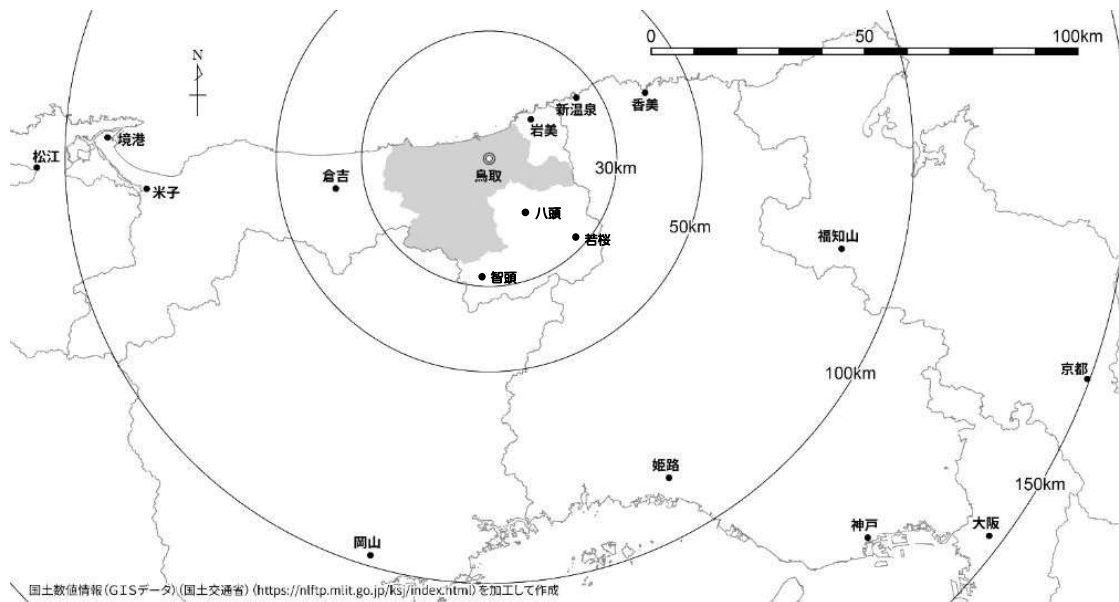 0
50
100km
N
新温泉
香美
岩美
境港
松江
米子
倉吉
鳥取
30km
八頭
50km
若桜
福知山
智頭
100km
京都
姫路
150km
神戸
大阪
岡山
国土数値情報(GISデータ)(国土交通省)(https://nlftp.mlit.go.jp/ksj/index.html)を加工して作成